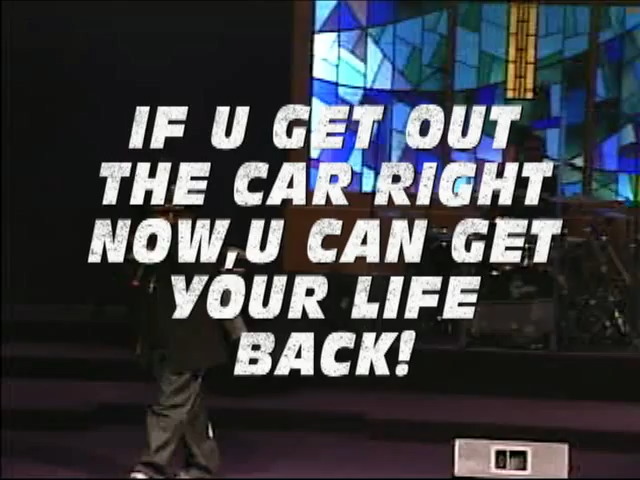 IF U GET OUT
THE CAR RIGHT
NOW,U CAN GET
YOUR LIFE
BACK!